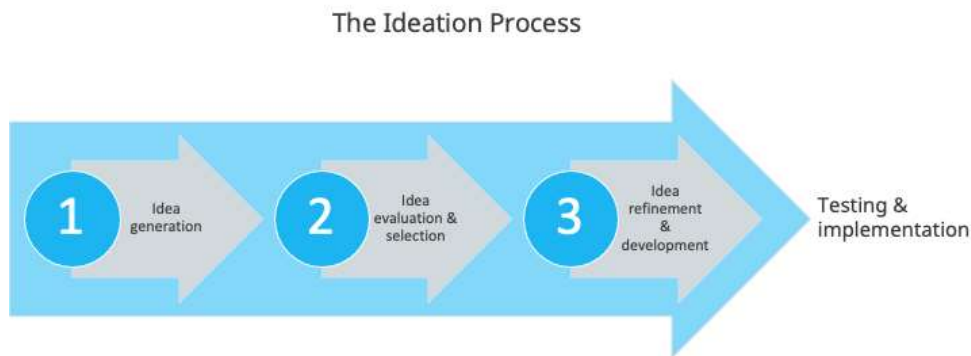 The Ideation Process
1
Idea
generation
2
Idea
evaluation &
selection
3
Idea
refinement
&
development
Testing &
implementation